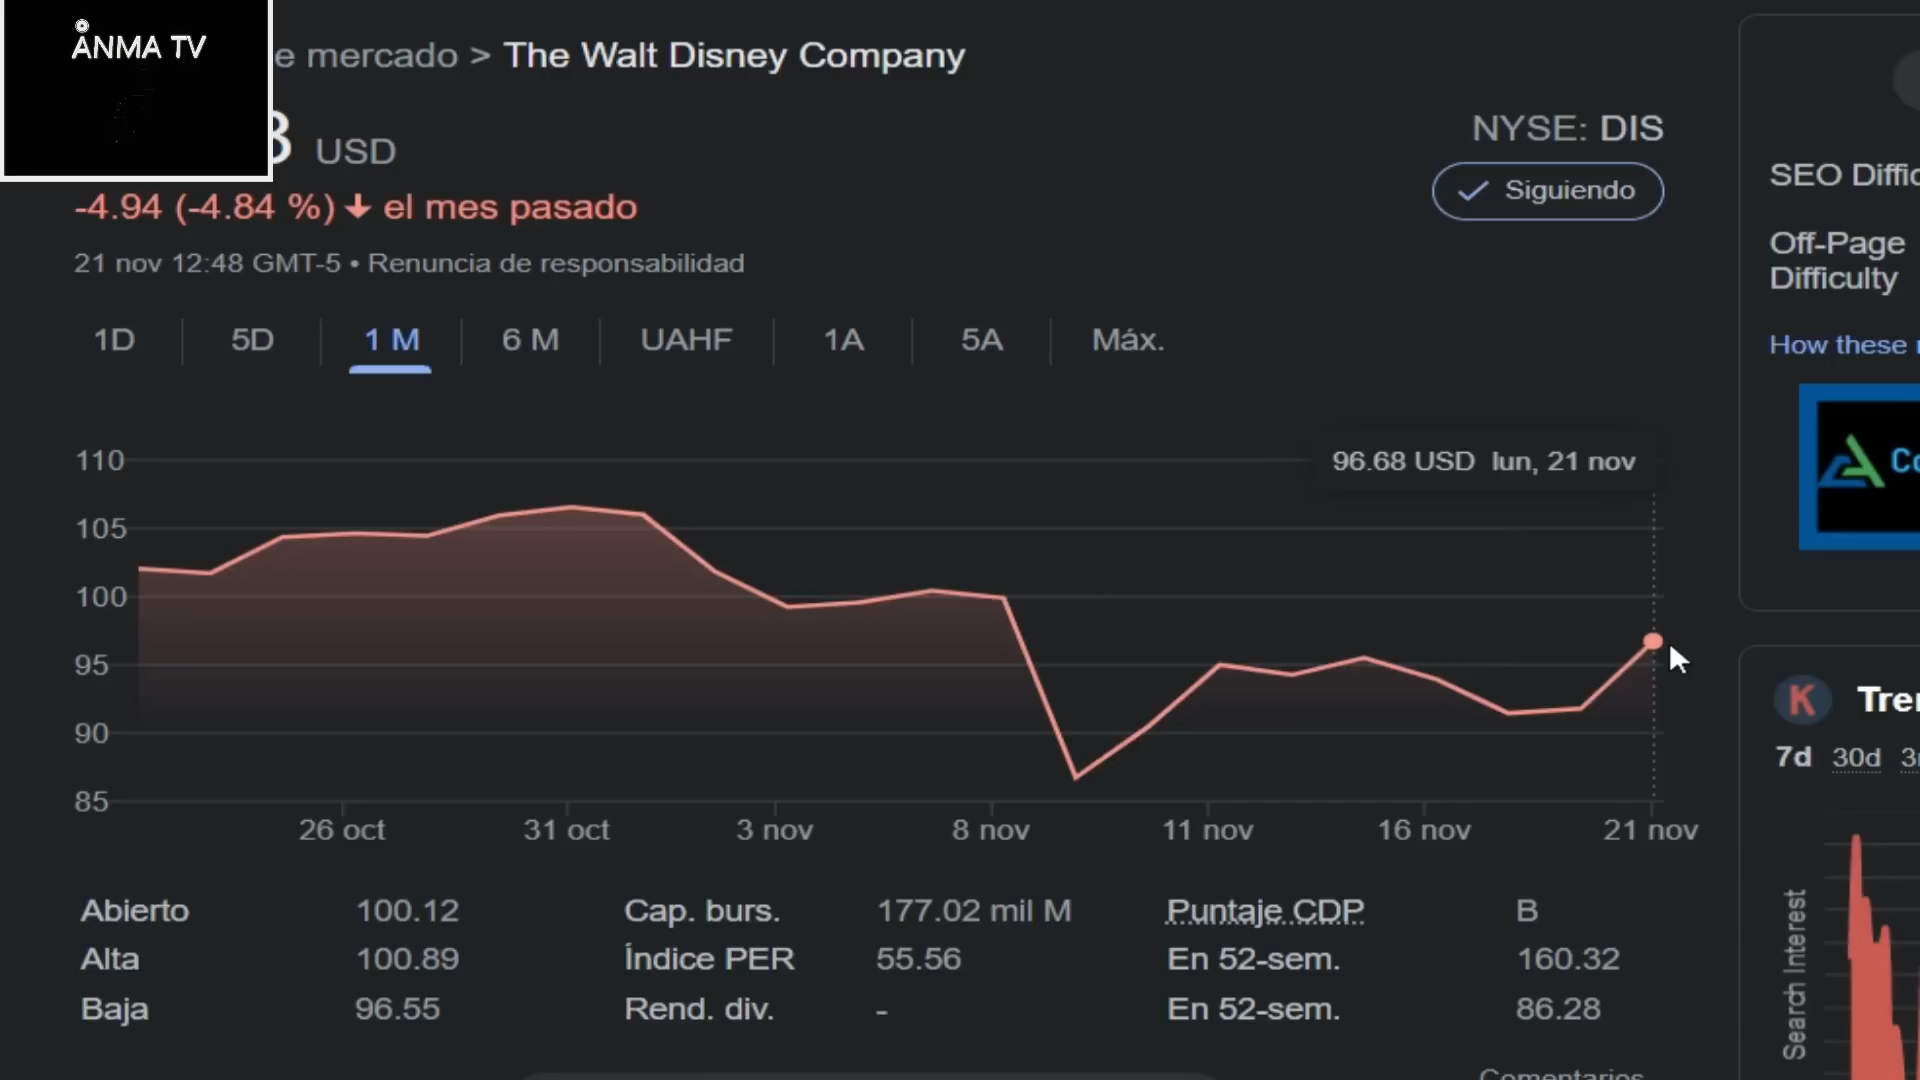 ANMA TV
e mercado > The Walt Disney Company
8 USD
NYSE: DIS
-4.94 (-4.84 %) ↓ el mes pasado
Siguiendo
21 nov 12:48 GMT-5 • Renuncia de responsabilidad
1D 5D 1 M 6 M UAHF 1A 5A Máx.
96.68 USD lun, 21 nov
110
105
100
95
90
85
26 oct 31 oct 3 nov 8 nov 11 nov 16 nov 21 nov
Abierto 100.12 Cap. burs. 177.02 mil M Puntaje CDP B
Alta 100.89 Índice PER 55.56 En 52-sem. 160.32
Baja 96.55 Rend. div. - En 52-sem. 86.28
Comentarios
SEO Diffic
Off-Page
Difficulty
How these
Co
K Tre
7d 30d 3
Search Interest